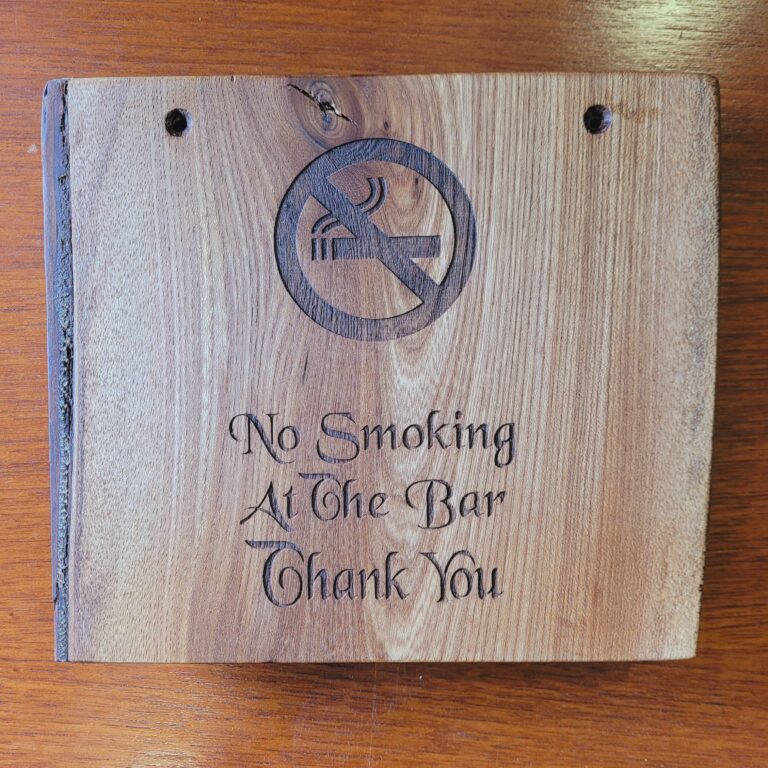 No Smoking
At The Bar
Thank You